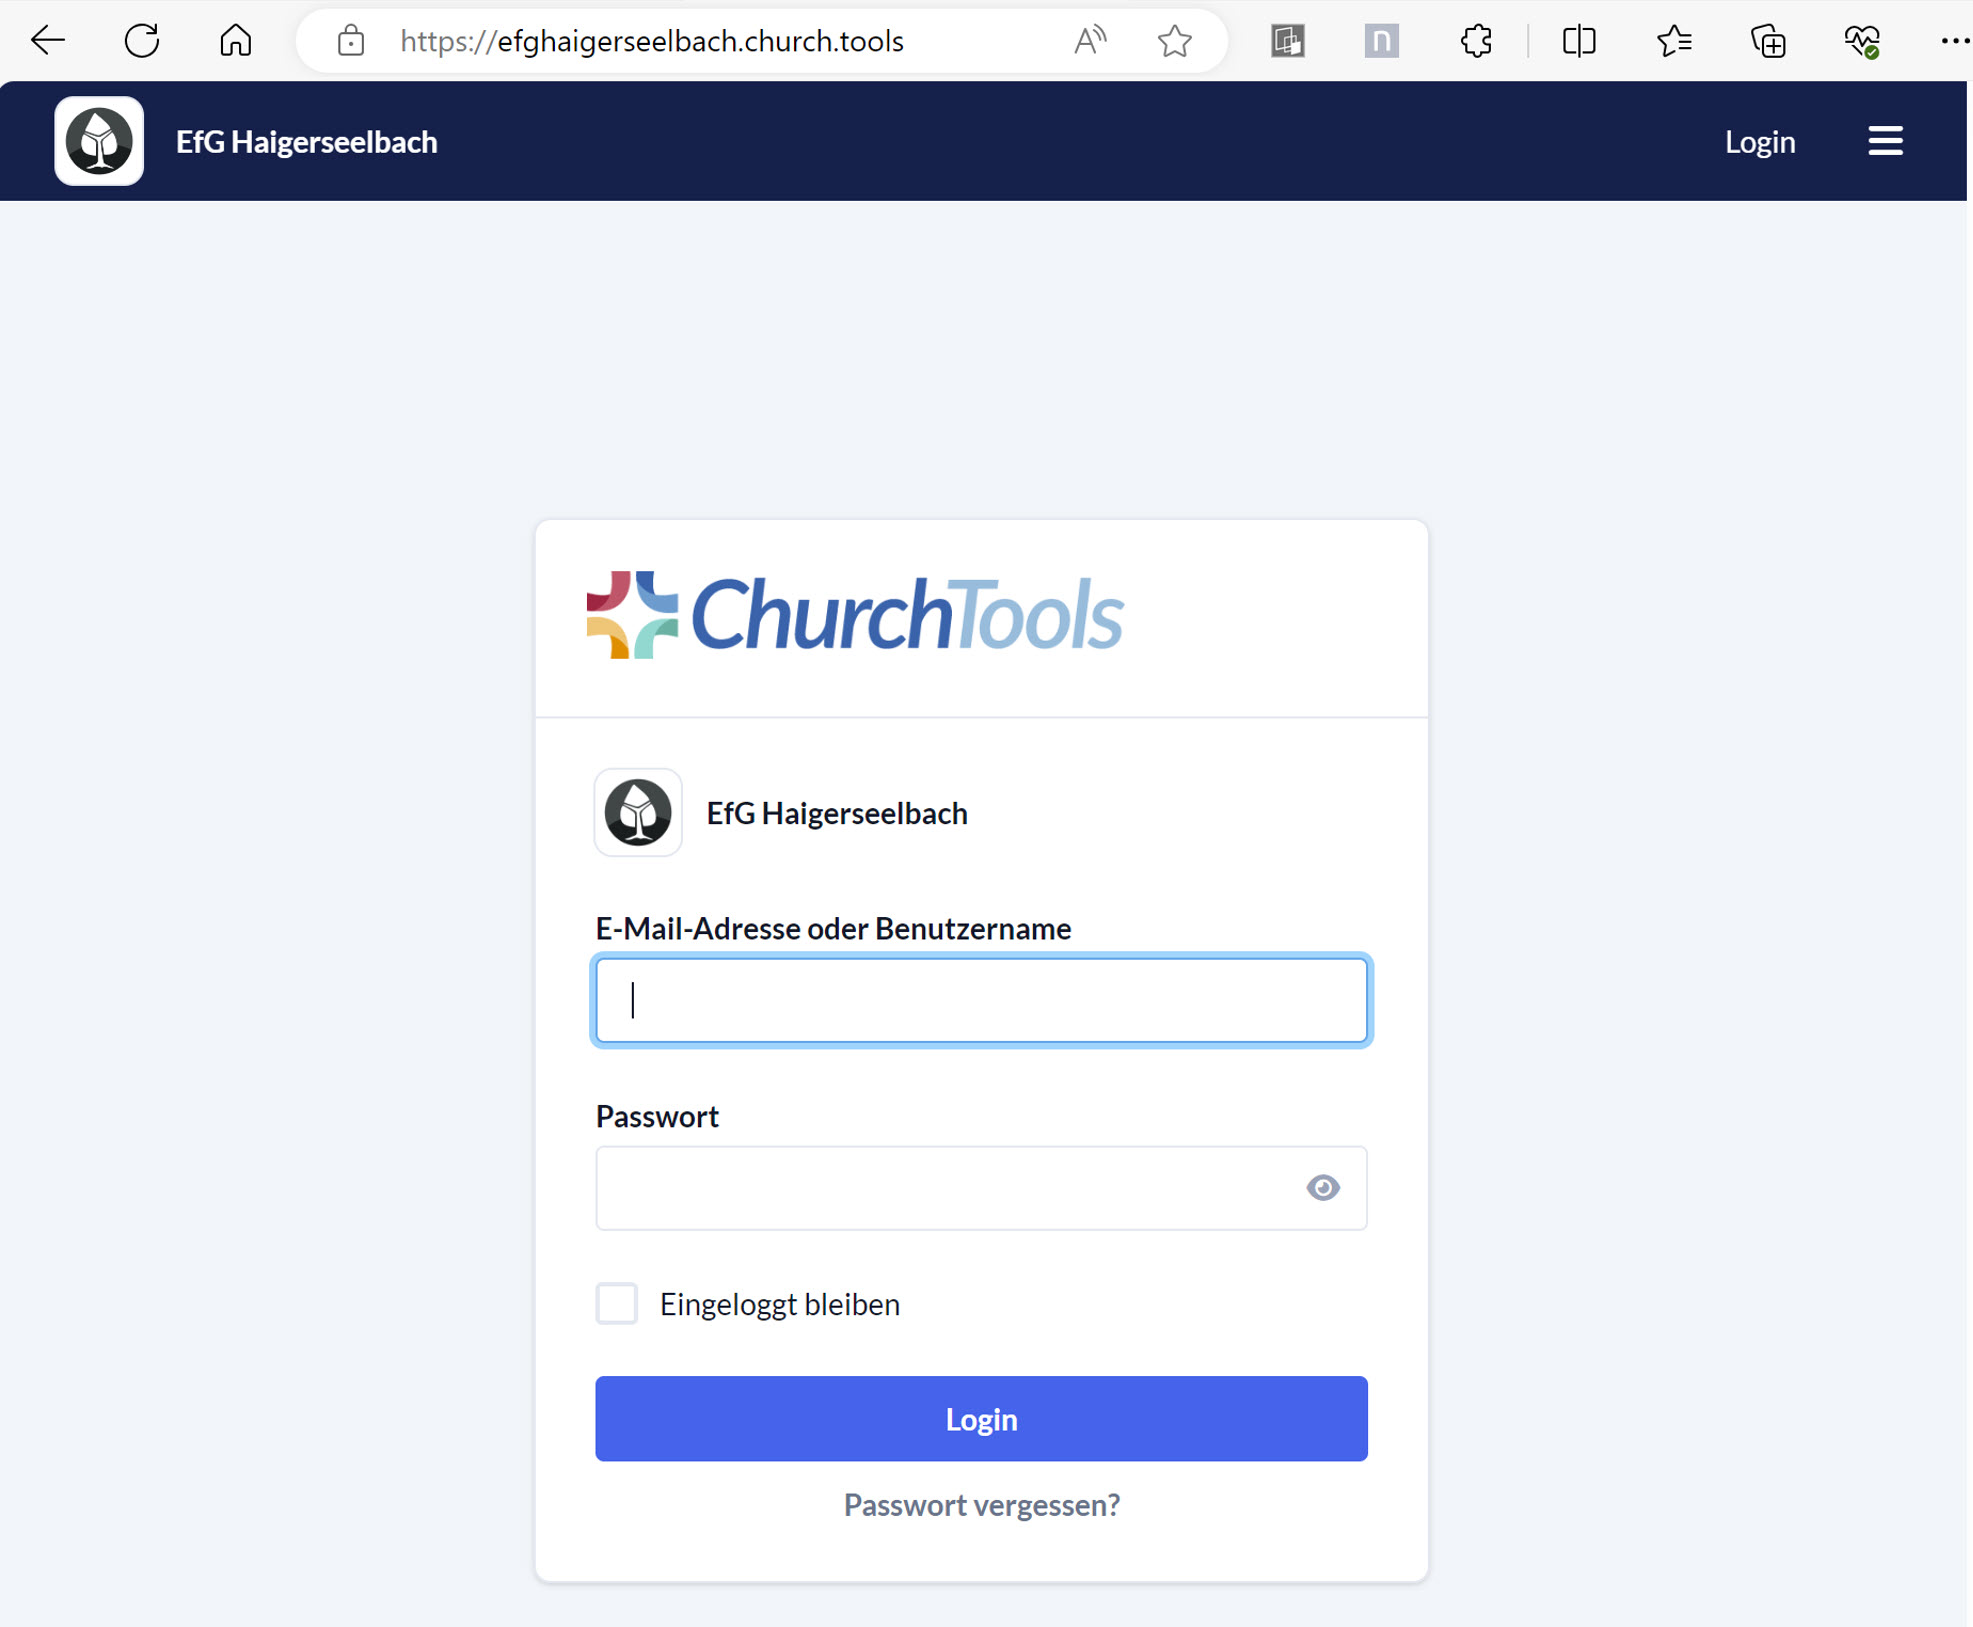 https://efghaigerseelbach.church.tools
EfG Haigerseelbach
Login
ChurchTools
EfG Haigerseelbach
E-Mail-Adresse oder Benutzername
Passwort
Eingeloggt bleiben
Login
Passwort vergessen?